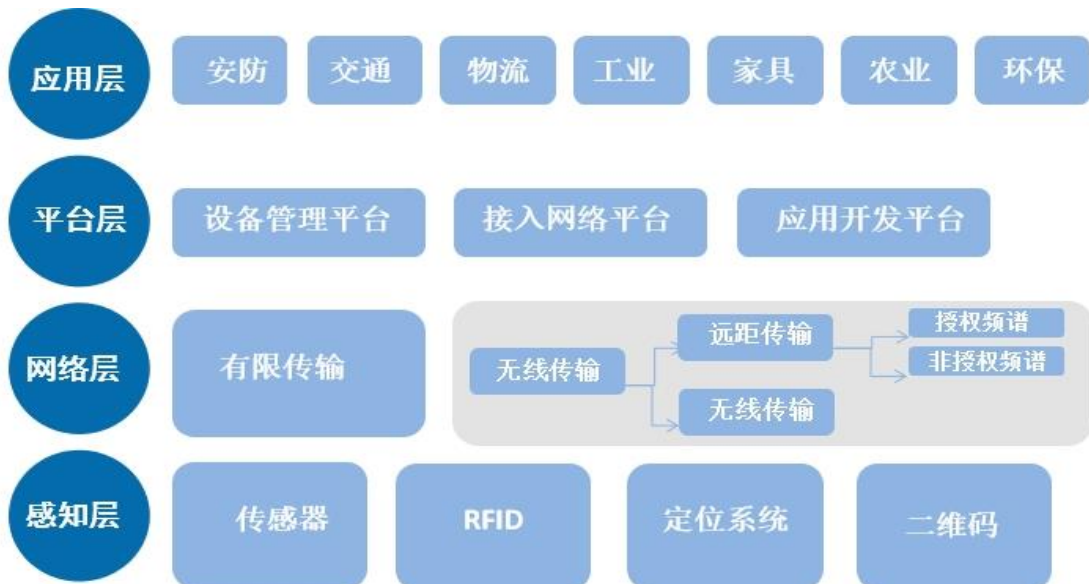 应用层
安防
交通
物流
工业
家具
农业
环保
平台层
设备管理平台
接入网络平台
应用开发平台
网络层
有限传输
无线传输
远距传输
授权频谱
非授权频谱
无线传输
感知层
传感器
RFID
定位系统
二维码